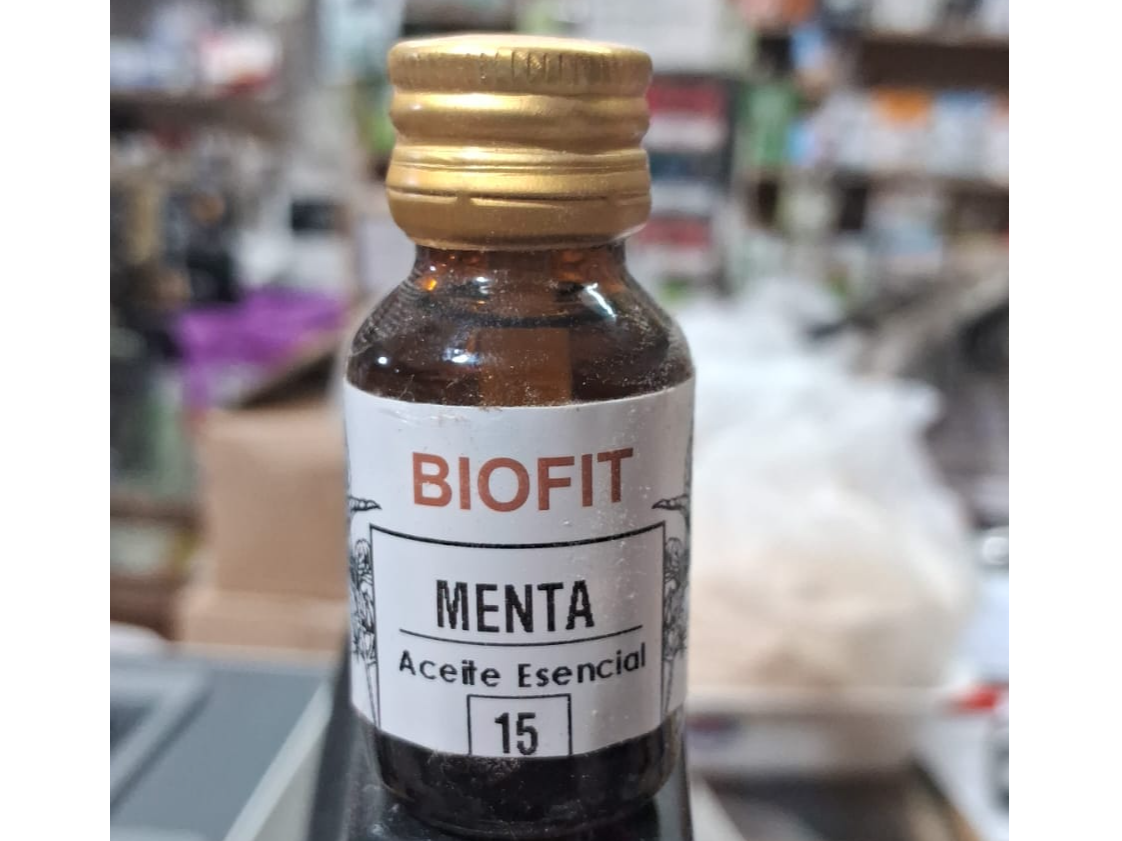 BIOFIT
MENTA
Aceite Esencial
15